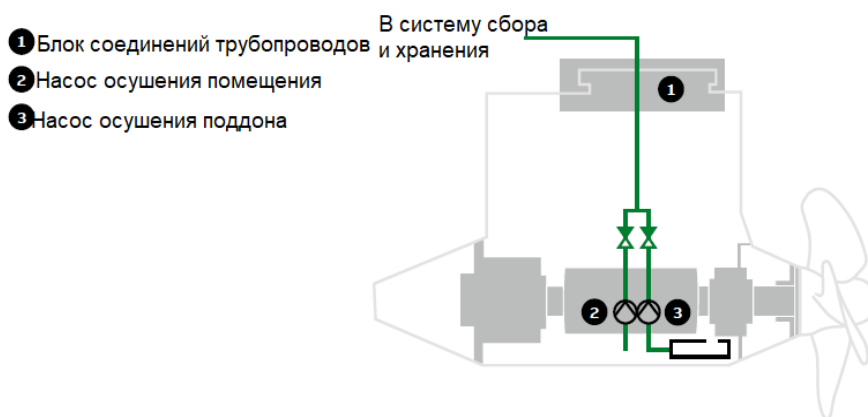 В систему сбора
и хранения
1 Блок соединений трубопроводов
2 Насос осушения помещения
3 Насос осушения поддона
1
2
3